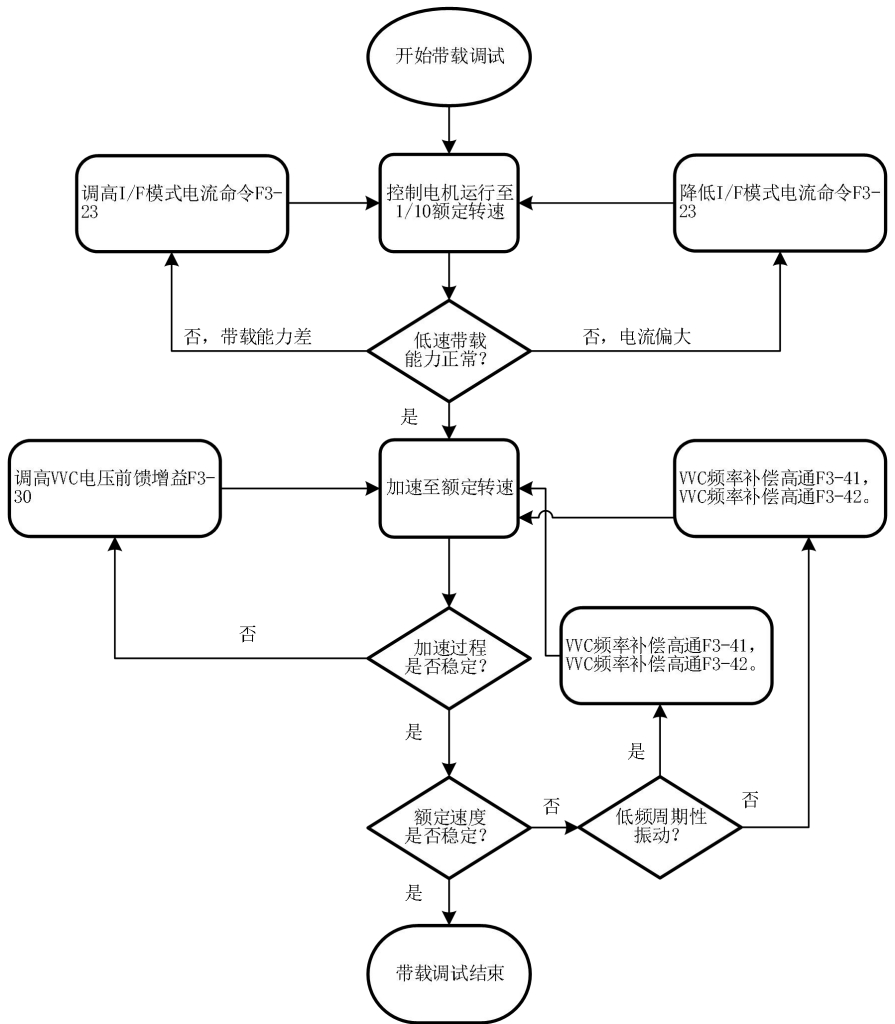 开始带载调试
调高I/F模式电流命令F3-
23
控制电机运行至
1/10额定转速
降低I/F模式电流命令F3-
23
否，带载能力差
低速带载
能力正常？
否，电流偏大
是
调高VVC电压前馈增益F3-
30
加速至额定转速
VVC频率补偿高通F3-41，
VVC频率补偿高通F3-42。
否
加速过程
是否稳定？
VVC频率补偿高通F3-41，
VVC频率补偿高通F3-42。
是
是
额定速度
是否稳定？
否
低频周期性
振动？
否
是
带载调试结束